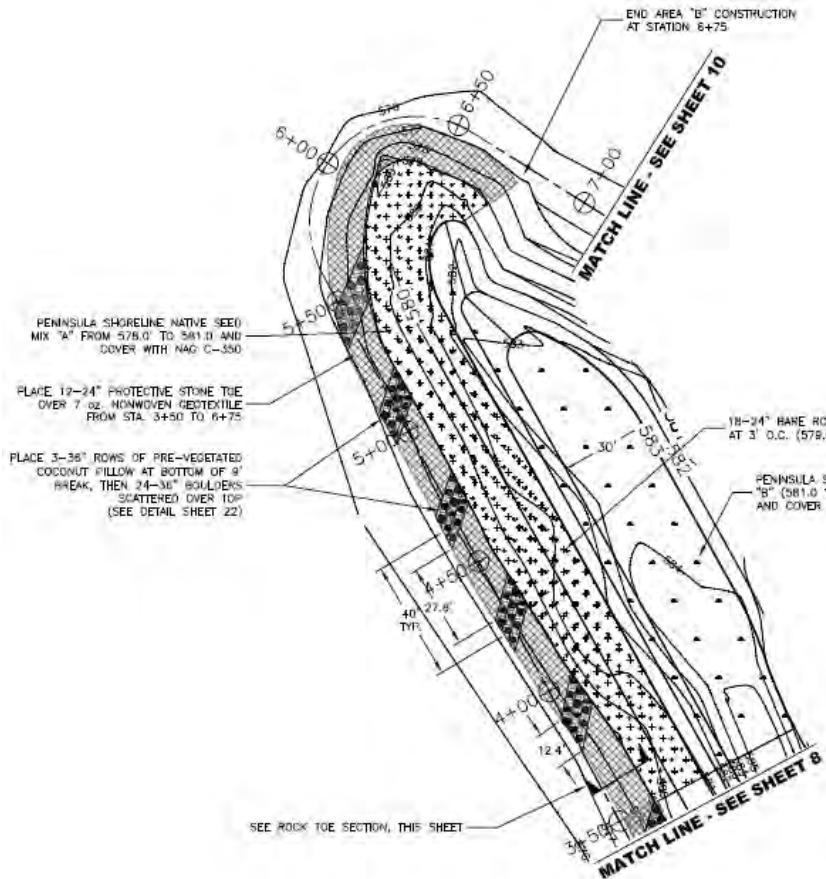 END AREA "B" CONSTRUCTION
AT STATION 6+75
MATCH LINE - SEE SHEET 10
6+50
6+00
7+00
5+50
580
PENINSULA SHORELINE NATIVE SEED
MIX "A" FROM 578.0' TO 581.0 AND
COVER WITH NAG C-350
PLACE 12-24" PROTECTIVE STONE TOE
OVER 7 oz. NONWOVEN GEOTEXTILE
FROM STA. 3+50 TO 6+75
PLACE 3-36" ROWS OF PRE-VEGETATED
COCONUT PILLOW AT BOTTOM OF 9'
BREAK, THEN 24-36" BOULDERS
SCATTERED OVER TOP
(SEE DETAIL SHEET 22)
5+00
30'
583
582
18-24" BARE RO
AT 3' O.C. (579.
PENINSULA S
"B" (581.0
AND COVER
4+50
40'
TYP.
27.6'
4+00
12.4'
SEE ROCK TOE SECTION, THIS SHEET
3+50
MATCH LINE - SEE SHEET 8